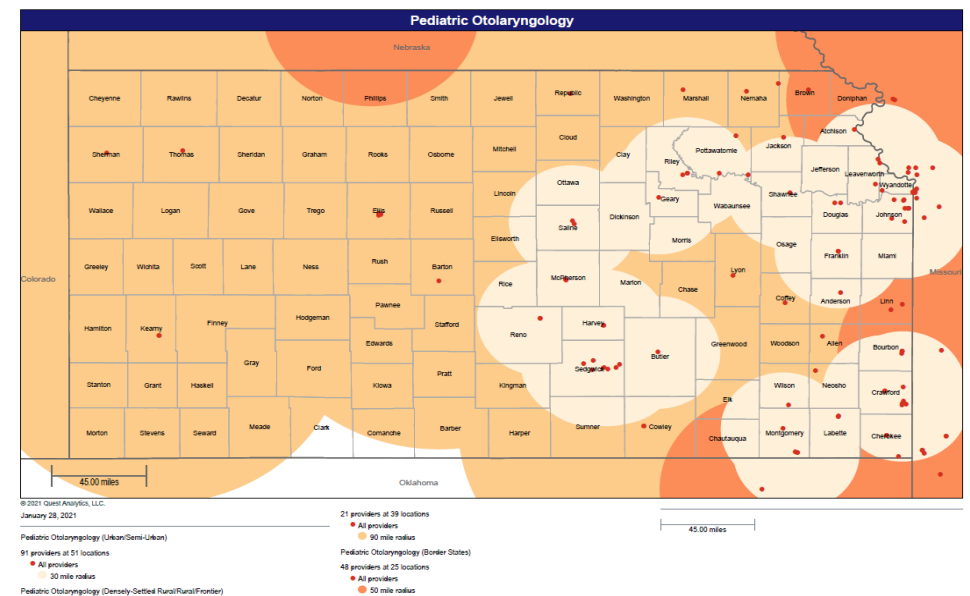 Pediatric Otolaryngology
Nebraska
Cheyenne Rawlins Decatur Norton Phillips Smith Jewell Republic Washington Marshall Nemaha Brown Doniphan
Atchison
Sherman Thomas Sheridan Graham Rooks Osborne Mitchell Cloud Clay Riley Pottawatomie Jackson
Jefferson Leavenworth
Wyandotte
Ottawa
Lincoln
Wallace Logan Gove Trego Ellis Russell Saline Dickinson Geary Wabaunsee Shawnee Douglas Johnson
Ellsworth Morris Osage Franklin Miami
Greeley Wichita Scott Lane Ness Rush Barton
Colorado
Missouri
Rice McPherson Marion Chase Lyon Coffey Anderson Linn
Pawnee
Hamilton Kearny Finney Hodgeman Stafford Reno Harvey
Edwards
Gray Ford Sedgwick Butler Greenwood Woodson Allen Bourbon
Stanton Grant Haskell Kiowa Pratt Kingman Elk Wilson Neosho Crawford
Morton Stevens Seward Meade Clark Comanche Barber Harper Sumner Cowley Chautauqua Montgomery Labette Cherokee
45.00 miles
Oklahoma
© 2021 Quest Analytics, LLC.
January 28, 2021
Pediatric Otolaryngology (Urban/Semi-Urban)
91 providers at 51 locations
All providers
30 mile radius
Pediatric Otolaryngology (Densely-Settled Rural/Rural/Frontier)
21 providers at 39 locations
All providers
90 mile radius
Pediatric Otolaryngology (Border States)
48 providers at 25 locations
All providers
50 mile radius
45.00 miles